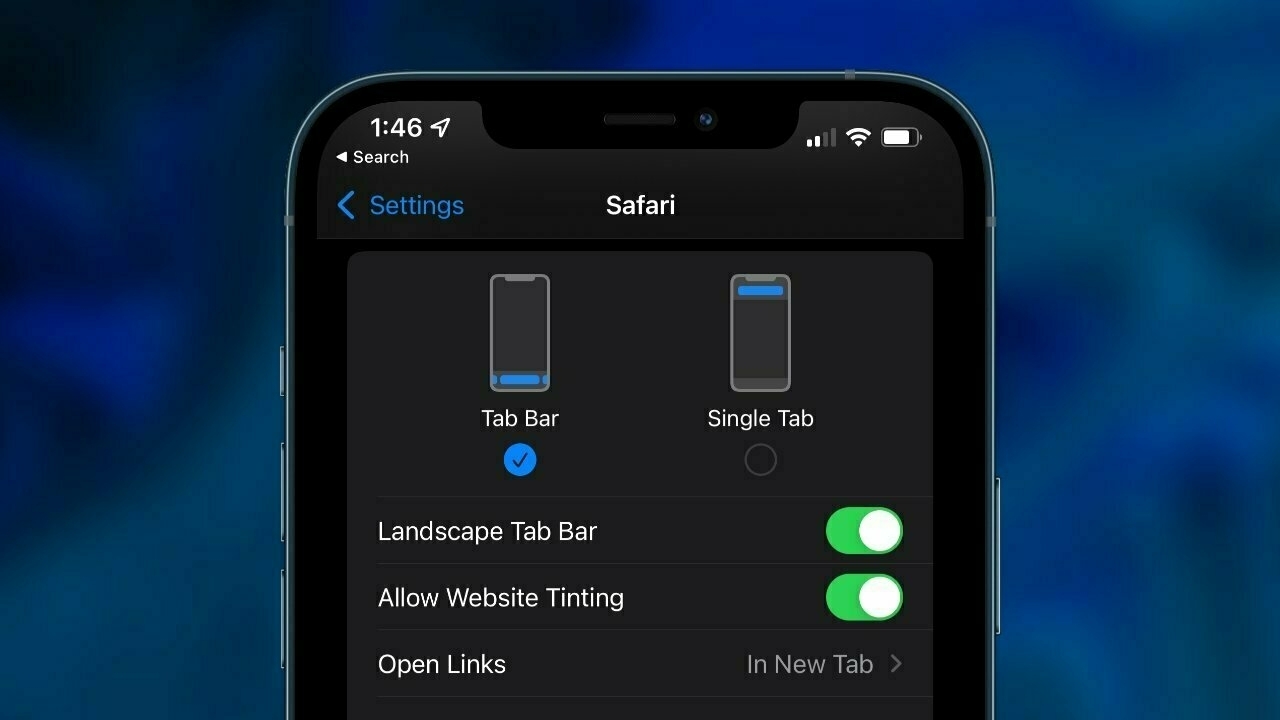 1:46
◀ Search
Settings
Safari
Tab Bar
Single Tab
Landscape Tab Bar
Allow Website Tinting
Open Links
In New Tab